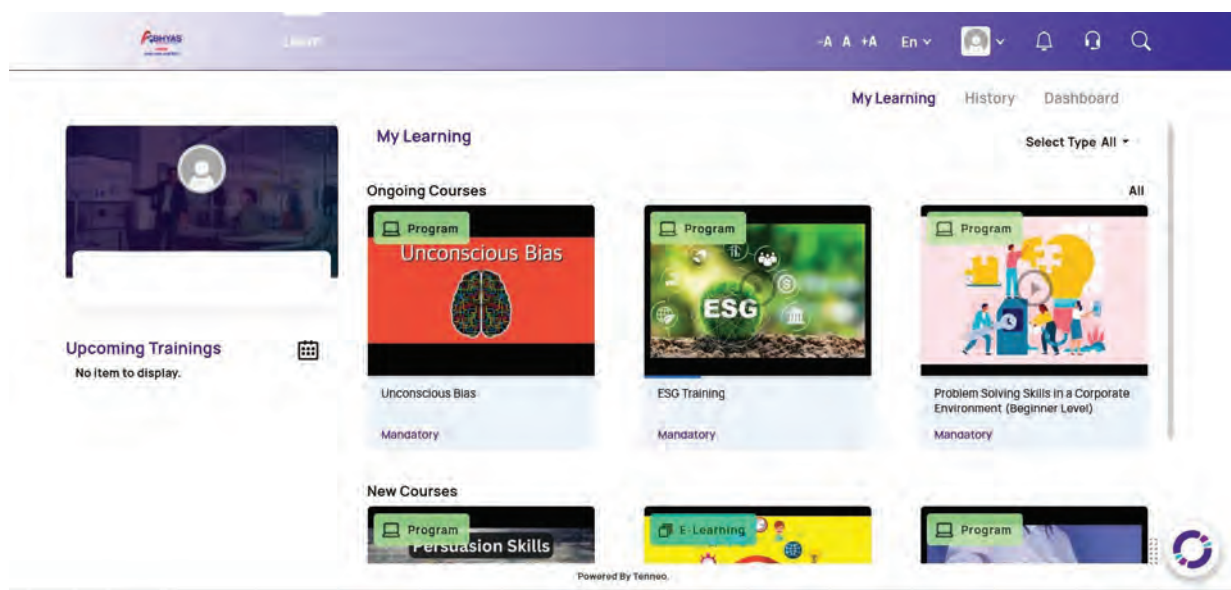 ABHYAS
-A A +A En
My Learning History Dashboard
My Learning
Select Type All
Ongoing Courses
All
Program
Unconscious Bias
Program
ESG
Program
Unconscious Bias
ESG Training
Problem Solving Skills in a Corporate
Environment (Beginner Level)
Mandatory
Mandatory
Mandatory
Upcoming Trainings
No item to display.
New Courses
Program
Persuasion Skills
E-Learning
Program
Powered By Tenneo.